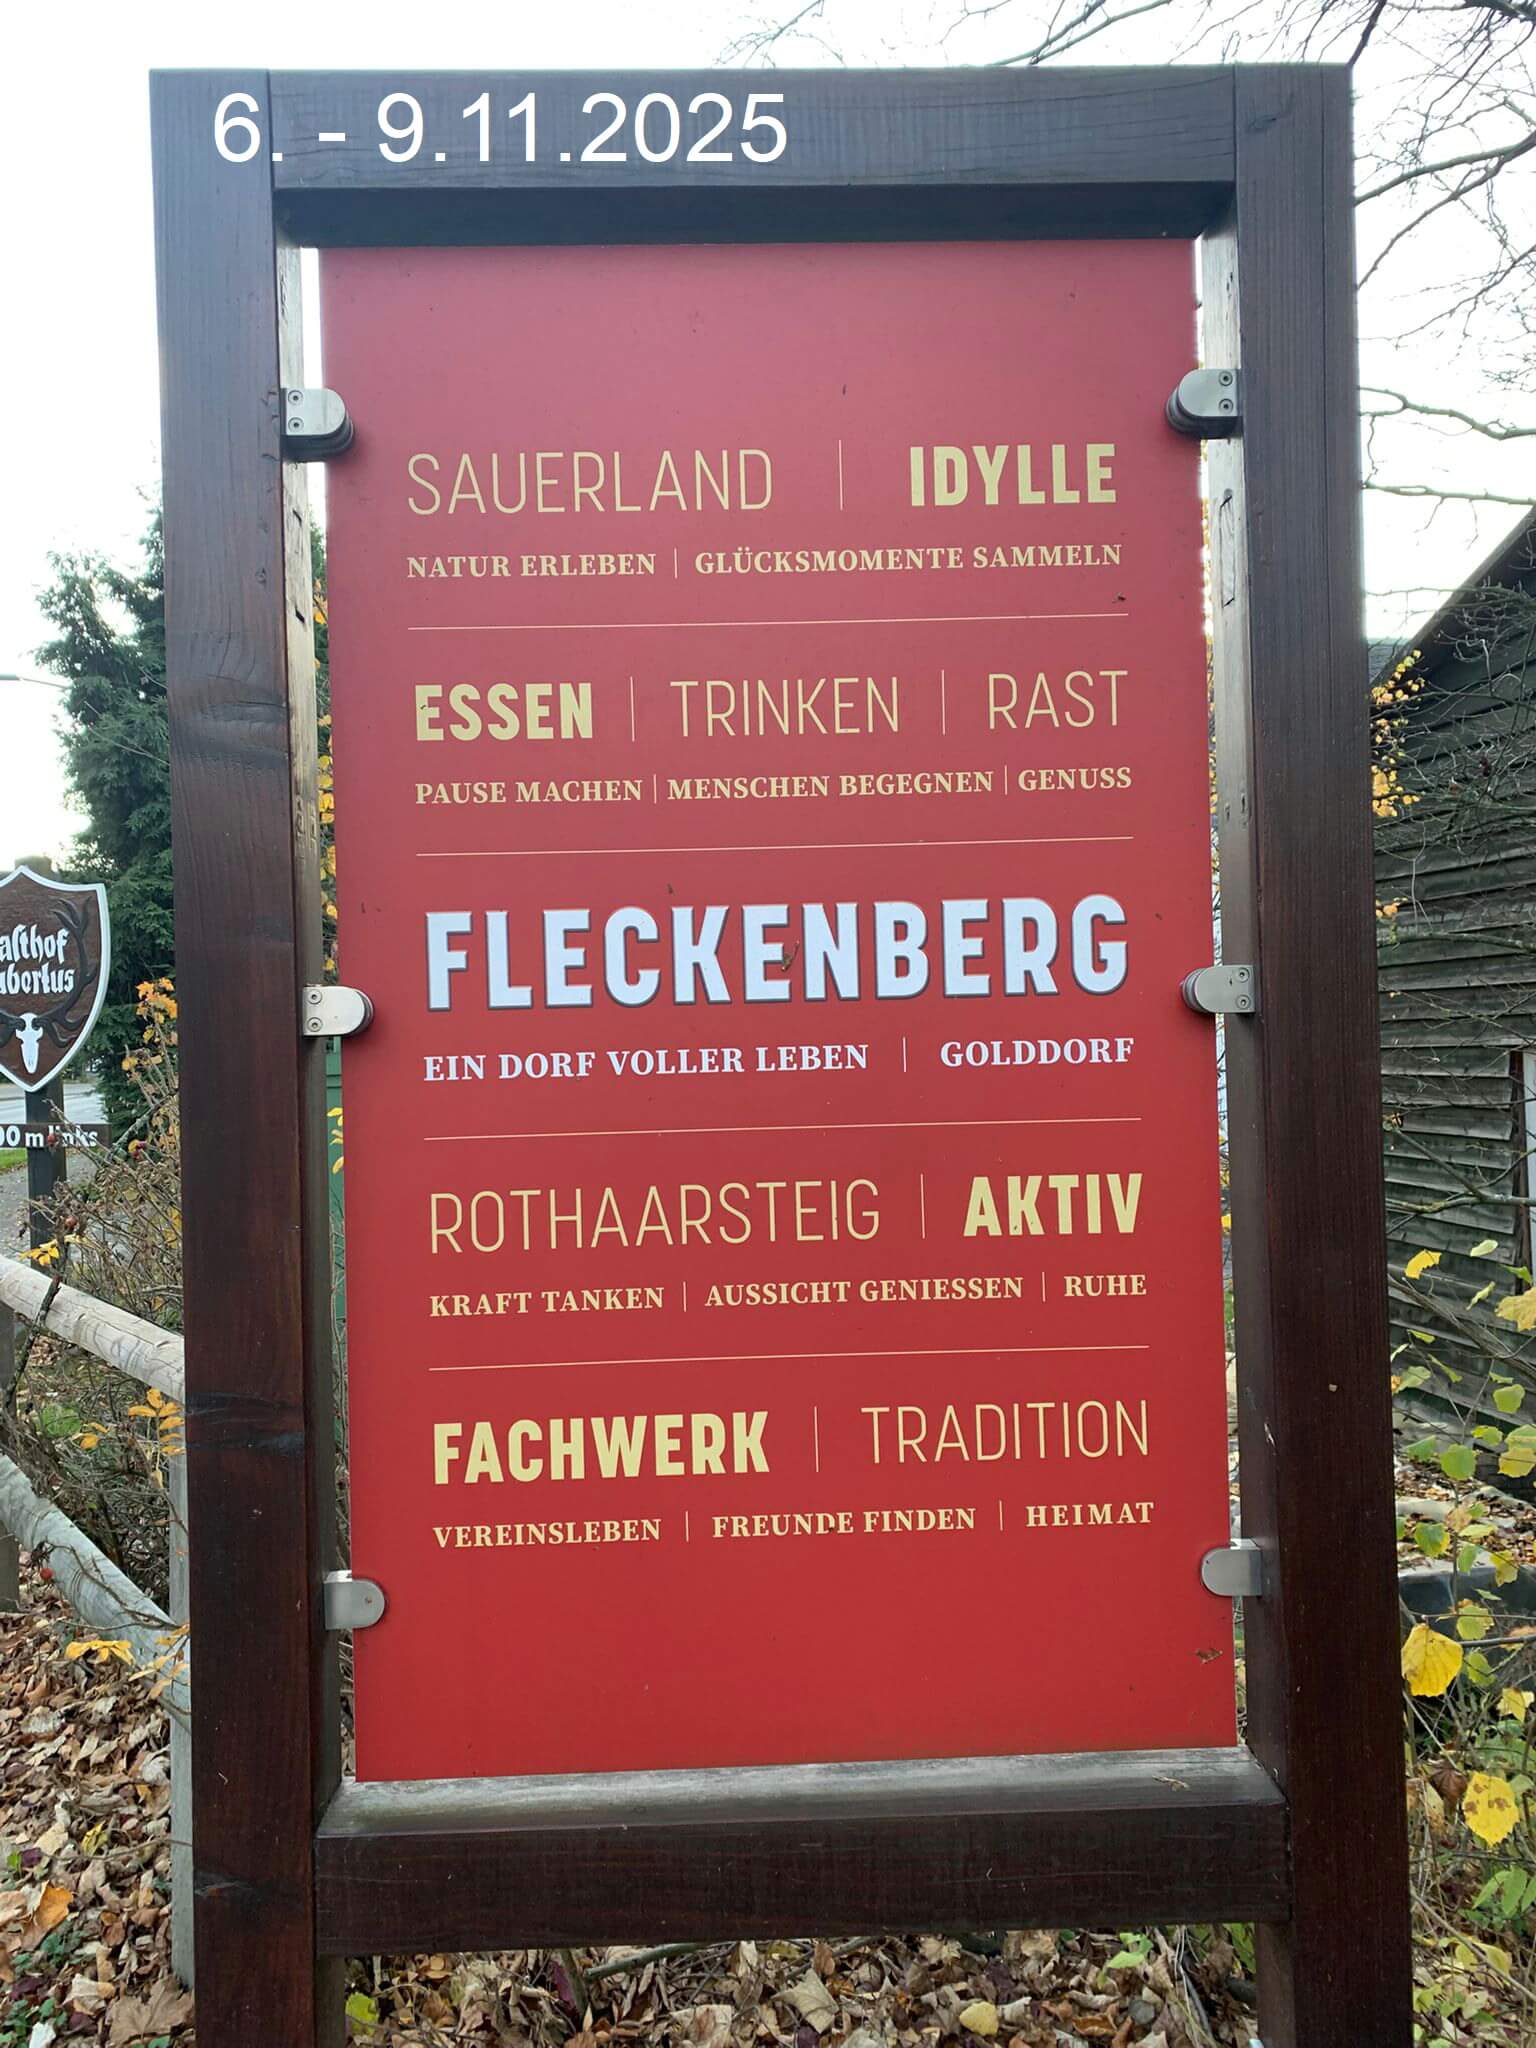 6. - 9.11.2025
SAUERLAND | IDYLLE
NATUR ERLEBEN | GLÜCKSMOMENTE SAMMELN
ESSEN | TRINKEN | RAST
PAUSE MACHEN | MENSCHEN BEGEGNEN | GENUSS
FLECKENBERG
EIN DORF VOLLER LEBEN | GOLDDORF
ROTHAARSTEIG | AKTIV
KRAFT TANKEN | AUSSICHT GENIESSEN | RUHE
FACHWERK | TRADITION
VEREINSLEBEN | FREUNDE FINDEN | HEIMAT
m links